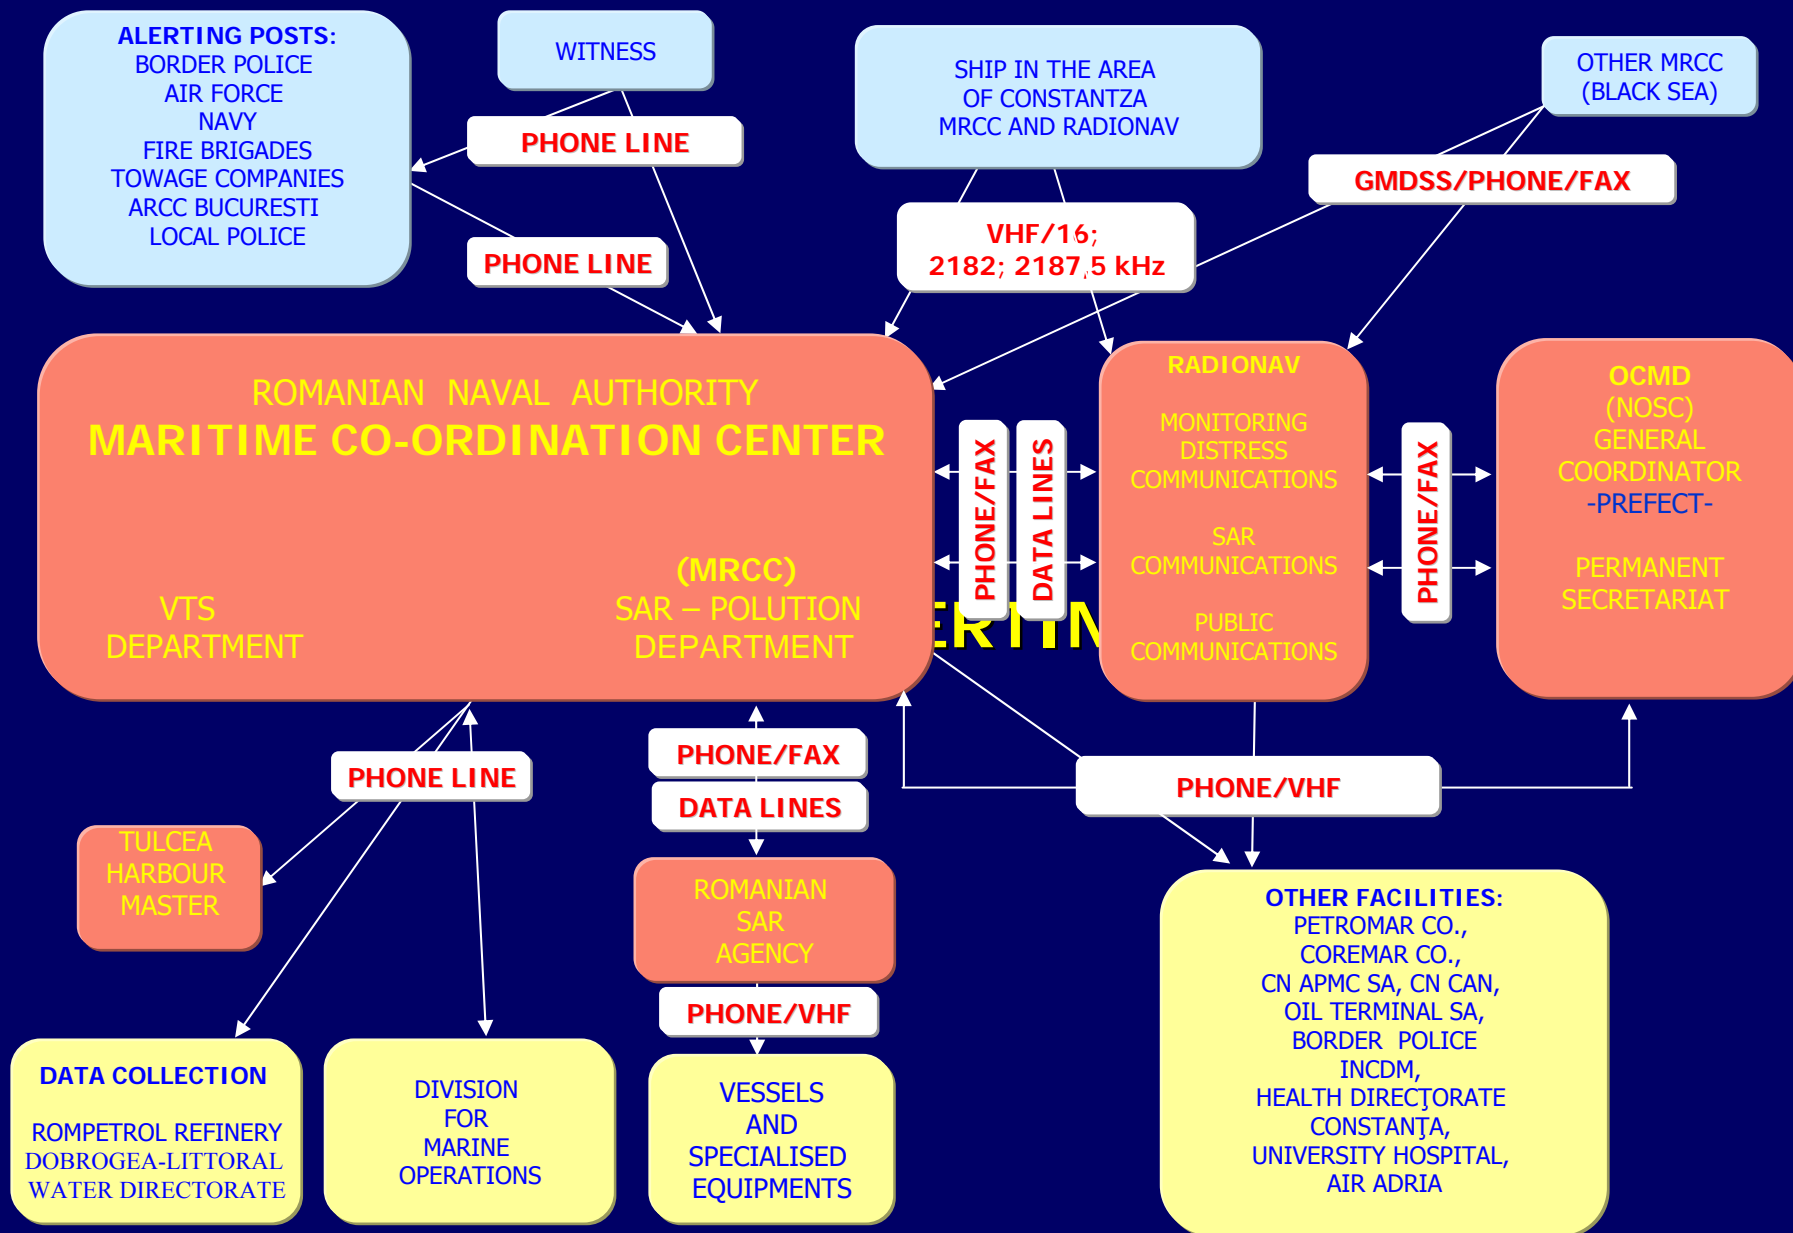 ALERTING POSTS:
BORDER POLICE
AIR FORCE
NAVY
FIRE BRIGADES
TOWAGE COMPANIES
ARCC BUCURESTI
LOCAL POLICE
WITNESS
PHONE LINE
PHONE LINE
SHIP IN THE AREA
OF CONSTANTZA
MRCC AND RADIONAV
VHF/16;
2182; 2187,5 kHz
OTHER MRCC
(BLACK SEA)
GMDSS/PHONE/FAX
ROMANIAN NAVAL AUTHORITY
MARITIME CO-ORDINATION CENTER
VTS
DEPARTMENT
(MRCC)
SAR – POLUTION
DEPARTMENT
PHONE/FAX
DATA LINES
RADIONAV
MONITORING
DISTRESS
COMMUNICATIONS
SAR
COMMUNICATIONS
PUBLIC
COMMUNICATIONS
PHONE/FAX
OCMD
(NOSC)
GENERAL
COORDINATOR
-PREFECT-
PERMANENT
SECRETARIAT
PHONE LINE
PHONE/FAX
DATA LINES
PHONE/VHF
TULCEA
HARBOUR
MASTER
ROMANIAN
SAR
AGENCY
PHONE/VHF
DATA COLLECTION
ROMPETROL REFINERY
DOBROGEA-LITTORAL
WATER DIRECTORATE
DIVISION
FOR
MARINE
OPERATIONS
VESSELS
AND
SPECIALISED
EQUIPMENTS
OTHER FACILITIES:
PETROMAR CO.,
COREMAR CO.,
CN APMC SA, CN CAN,
OIL TERMINAL SA,
BORDER POLICE
INCDM,
HEALTH DIRECŢORATE
CONSTANŢA,
UNIVERSITY HOSPITAL,
AIR ADRIA